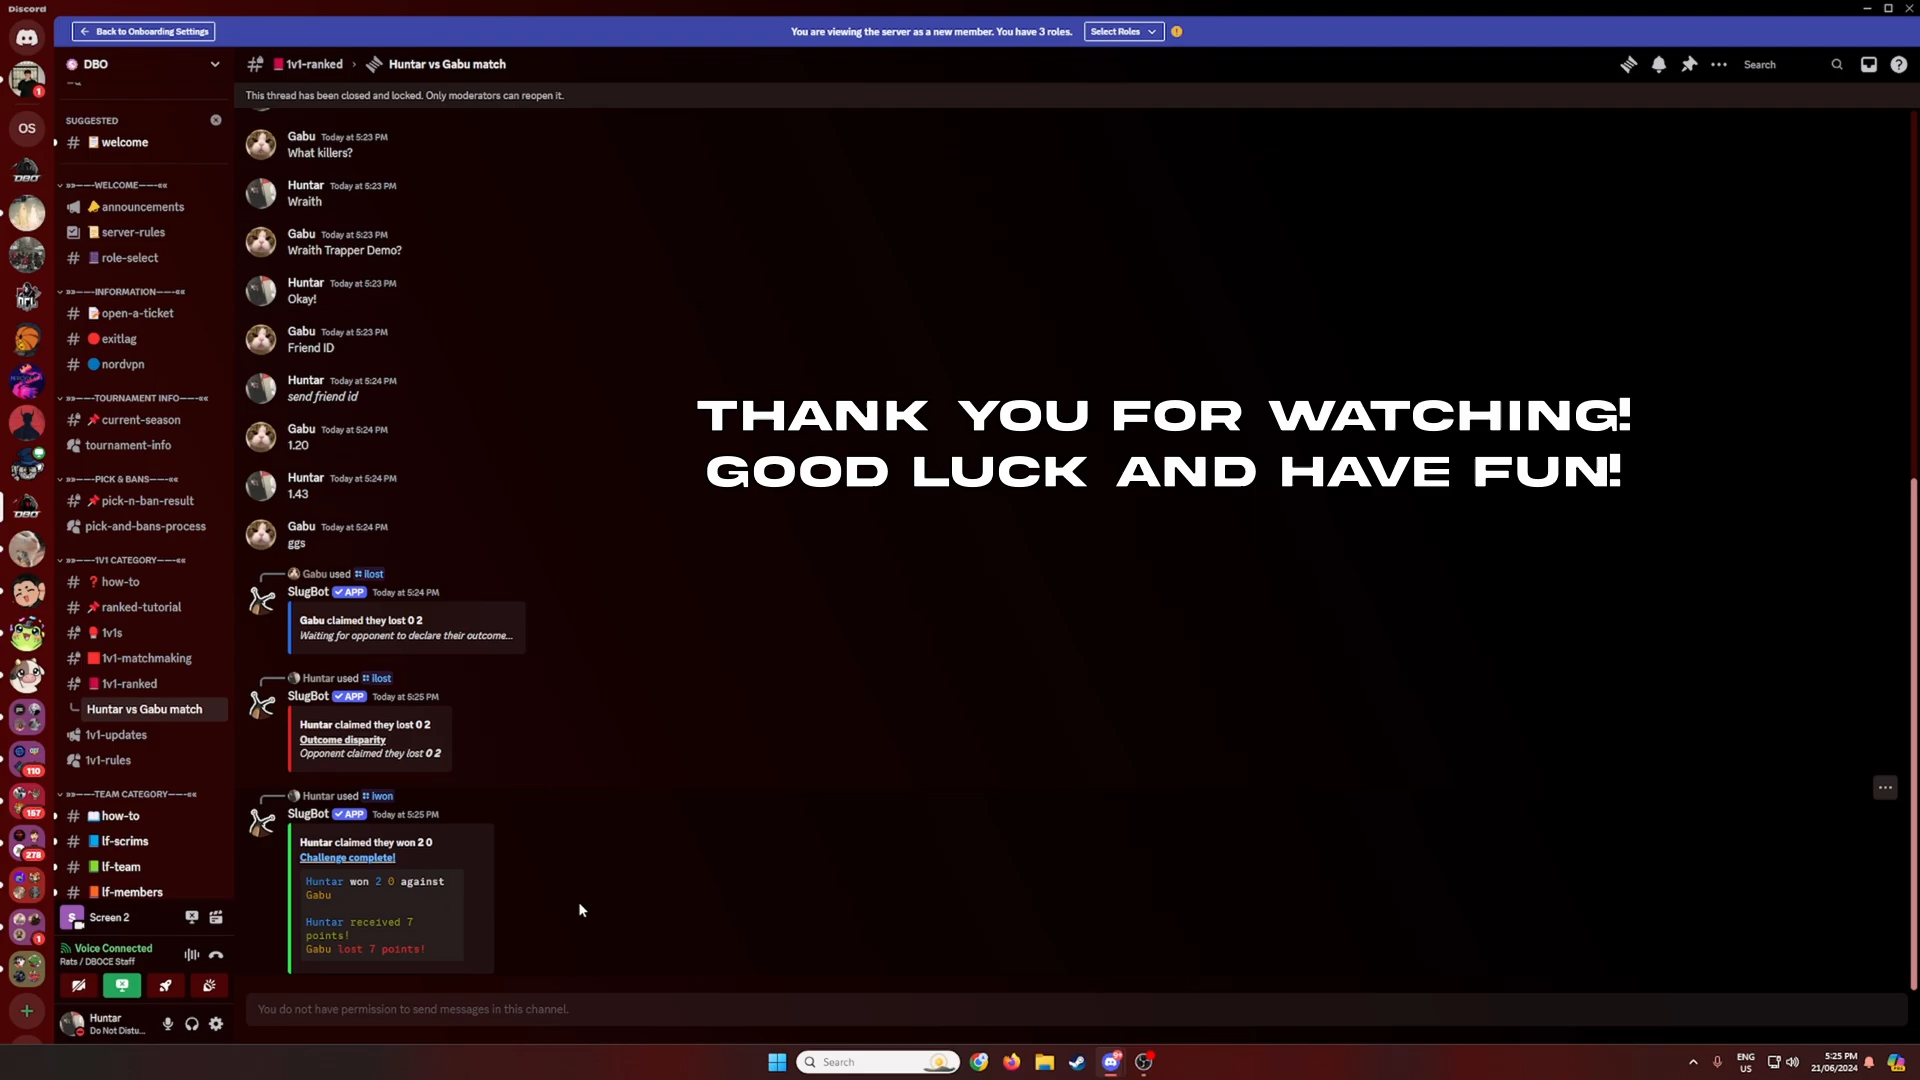 Discord
Back to Onboarding Settings
You are viewing the server as a new member. You have 3 roles.
Select Roles
DBO
1v1-ranked
Huntar vs Gabu match
Search
This thread has been closed and locked. Only moderators can reopen it.
SUGGESTED
welcome
»»——-WELCOME——-««
announcements
server-rules
role-select
»»——-INFORMATION——-««
open-a-ticket
exitlag
nordvpn
»»——-TOURNAMENT INFO——-««
current-season
tournament-info
»»——-PICK & BANS——-««
pick-n-ban-result
pick-and-bans-process
»»——-1V1 CATEGORY——-««
how-to
ranked-tutorial
1v1s
1v1-matchmaking
1v1-ranked
Huntar vs Gabu match
1v1-updates
1v1-rules
»»——-TEAM CATEGORY——-««
how-to
lf-scrims
lf-team
lf-members
Screen 2
Voice Connected
Rats / DBOCE Staff
Huntar
Do Not Distu...
OS
1
110
157
278
1
Gabu Today at 5:23 PM
What killers?
Huntar Today at 5:23 PM
Wraith
Gabu Today at 5:23 PM
Wraith Trapper Demo?
Huntar Today at 5:23 PM
Okay!
Gabu Today at 5:23 PM
Friend ID
Huntar Today at 5:24 PM
send friend id
Gabu Today at 5:24 PM
1.20
Huntar Today at 5:24 PM
1.43
Gabu Today at 5:24 PM
ggs
Gabu used ilost
SlugBot APP Today at 5:24 PM
Gabu claimed they lost 0 2
Waiting for opponent to declare their outcome...
Huntar used ilost
SlugBot APP Today at 5:25 PM
Huntar claimed they lost 0 2
Outcome disparity
Opponent claimed they lost 0 2
Huntar used iwon
SlugBot APP Today at 5:25 PM
Huntar claimed they won 2 0
Challenge complete!
Huntar won 2 0 against
Gabu
Huntar received 7
points!
Gabu lost 7 points!
You do not have permission to send messages in this channel.
THANK YOU FOR WATCHING!
GOOD LUCK AND HAVE FUN!
Search
ENG
US
5:25 PM
21/06/2024